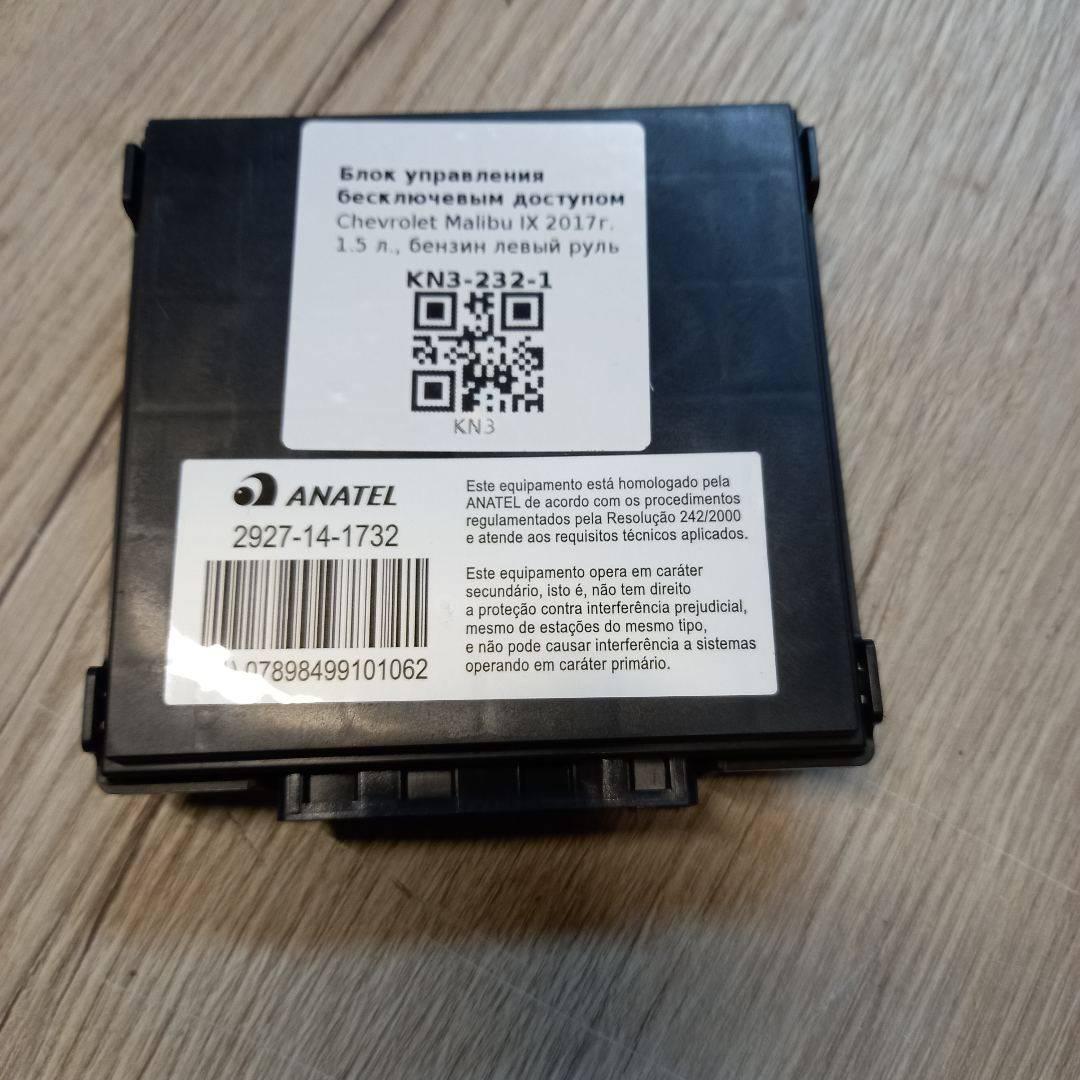 Блок управления
бесключевым доступом
Chevrolet Malibu IX 2017г.
1.5 л., бензин левый руль
KN3-232-1
KN3
ANATEL
2927-14-1732
07898499101062
Este equipamento está homologado pela
ANATEL de acordo com os procedimentos
regulamentados pela Resolução 242/2000
e atende aos requisitos técnicos aplicados.
Este equipamento opera em caráter
secundário, isto é, não tem direito
a proteção contra interferência prejudicial,
mesmo de estações do mesmo tipo,
e não pode causar interferência a sistemas
operando em caráter primário.